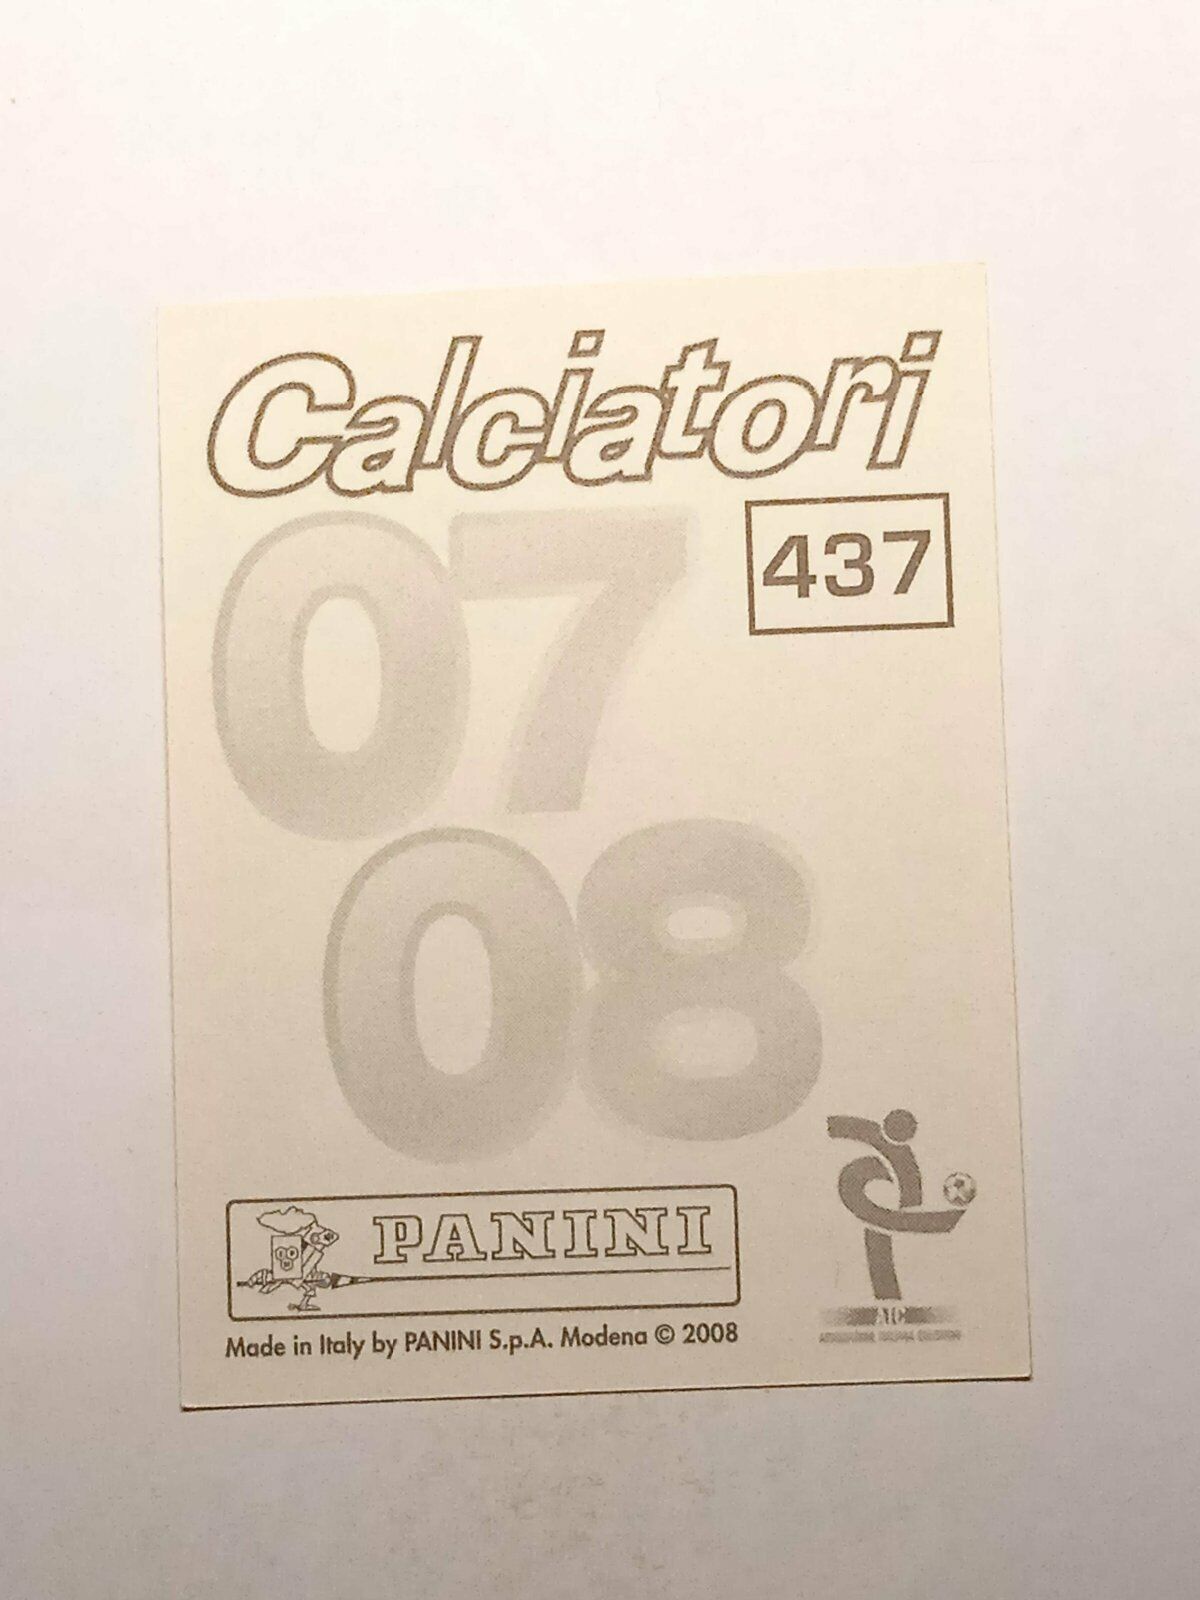 Calciatori
437
07
08
PANINI
Made in Italy by PANINI S.p.A. Modena © 2008
AIC